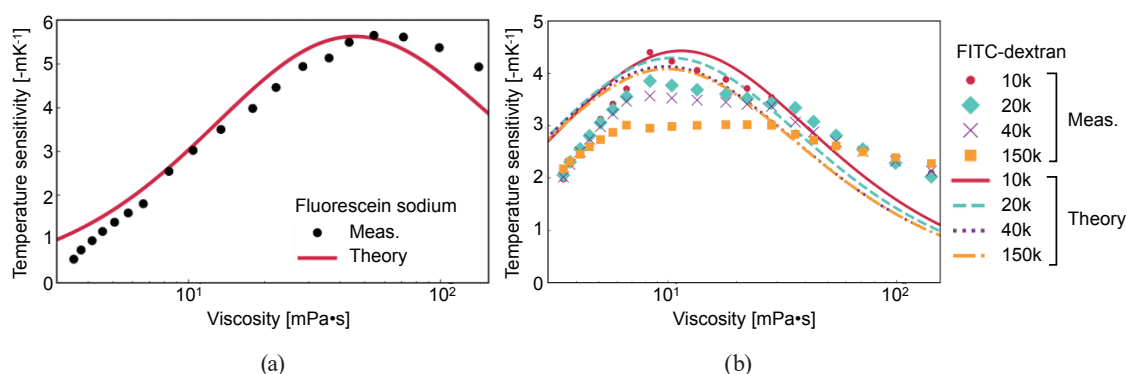 Temperature sensitivity [-mK⁻¹]
6
5
4
3
2
1
0
10¹
10²
Viscosity [mPa•s]
Fluorescein sodium
Meas.
Theory
(a)
Temperature sensitivity [-mK⁻¹]
5
4
3
2
1
0
10¹
10²
Viscosity [mPa•s]
(b)
FITC-dextran
10k
20k
40k
150k
Meas.
10k
20k
40k
150k
Theory